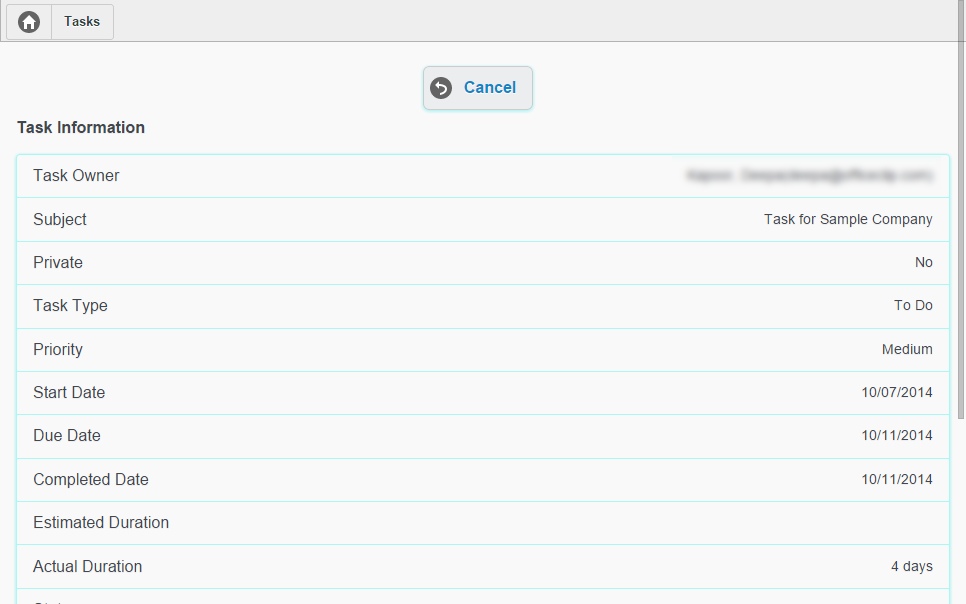 Tasks
Cancel
Task Information
Task Owner
Subject Task for Sample Company
Private No
Task Type To Do
Priority Medium
Start Date 10/07/2014
Due Date 10/11/2014
Completed Date 10/11/2014
Estimated Duration
Actual Duration 4 days